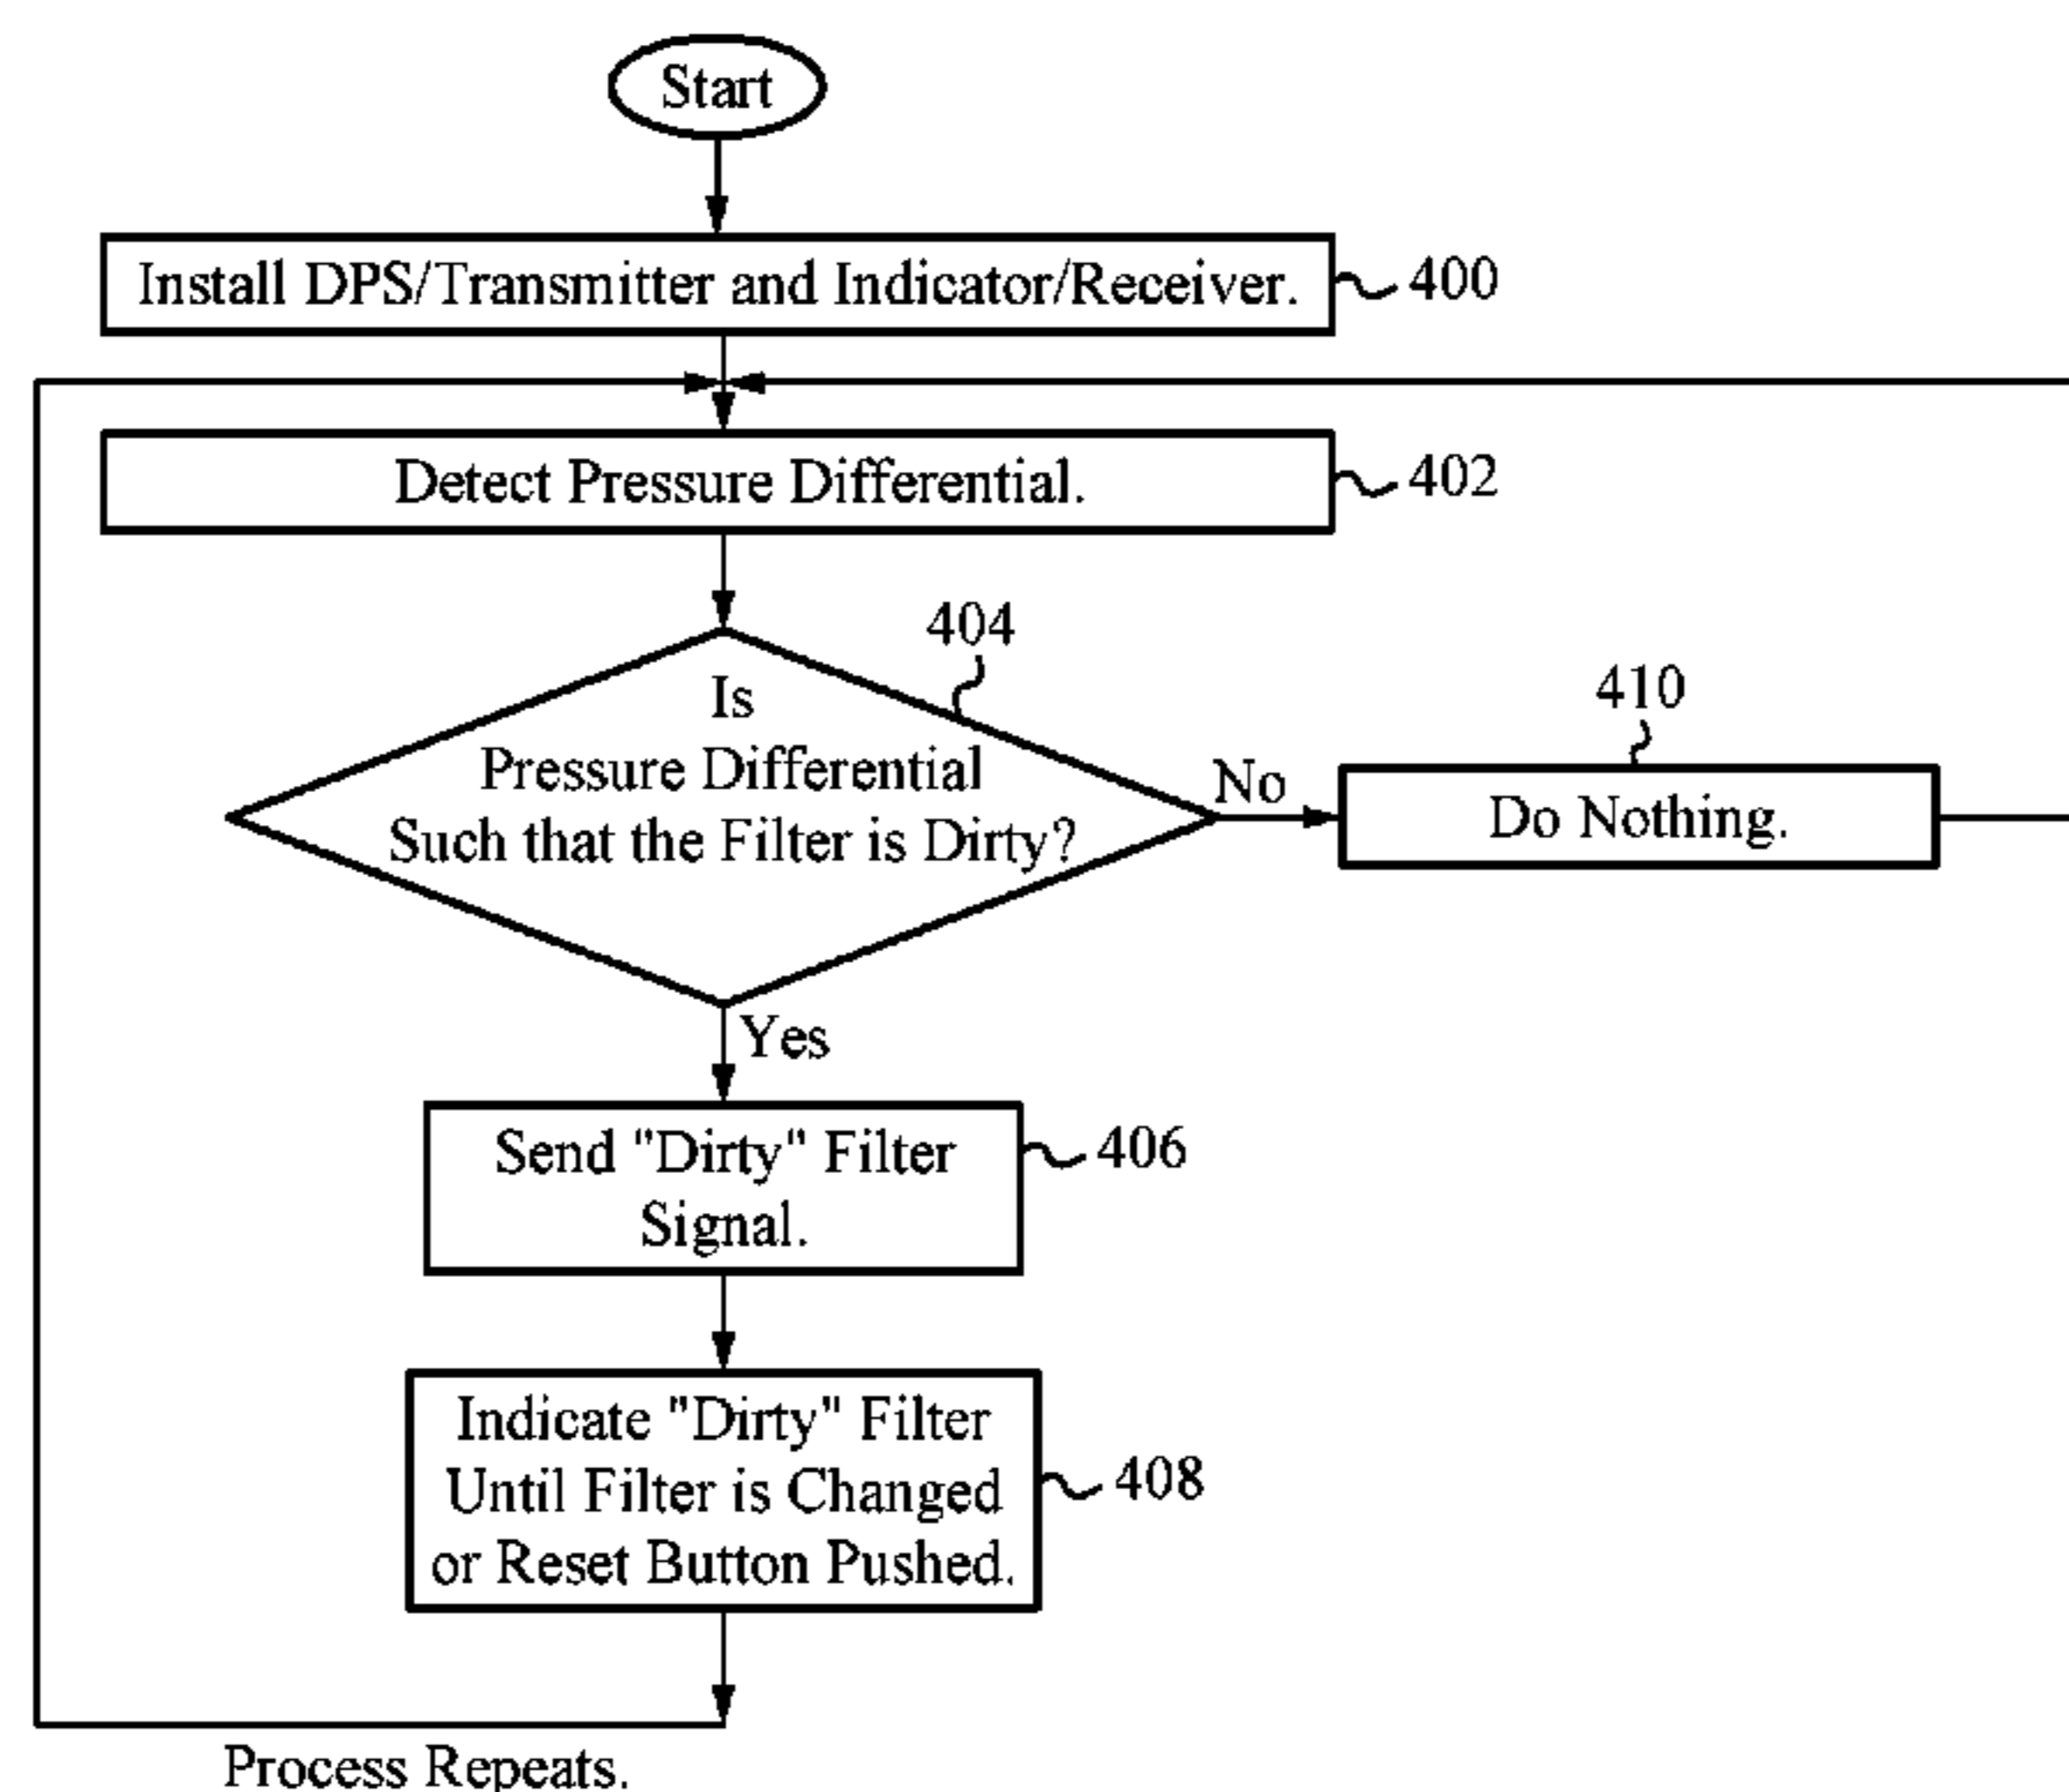 Start
Install DPS/Transmitter and Indicator/Receiver.
400
Detect Pressure Differential.
402
404
Is
Pressure Differential
Such that the Filter is Dirty?
No
410
Do Nothing.
Yes
Send "Dirty" Filter
Signal.
406
Indicate "Dirty" Filter
Until Filter is Changed
or Reset Button Pushed.
408
Process Repeats.